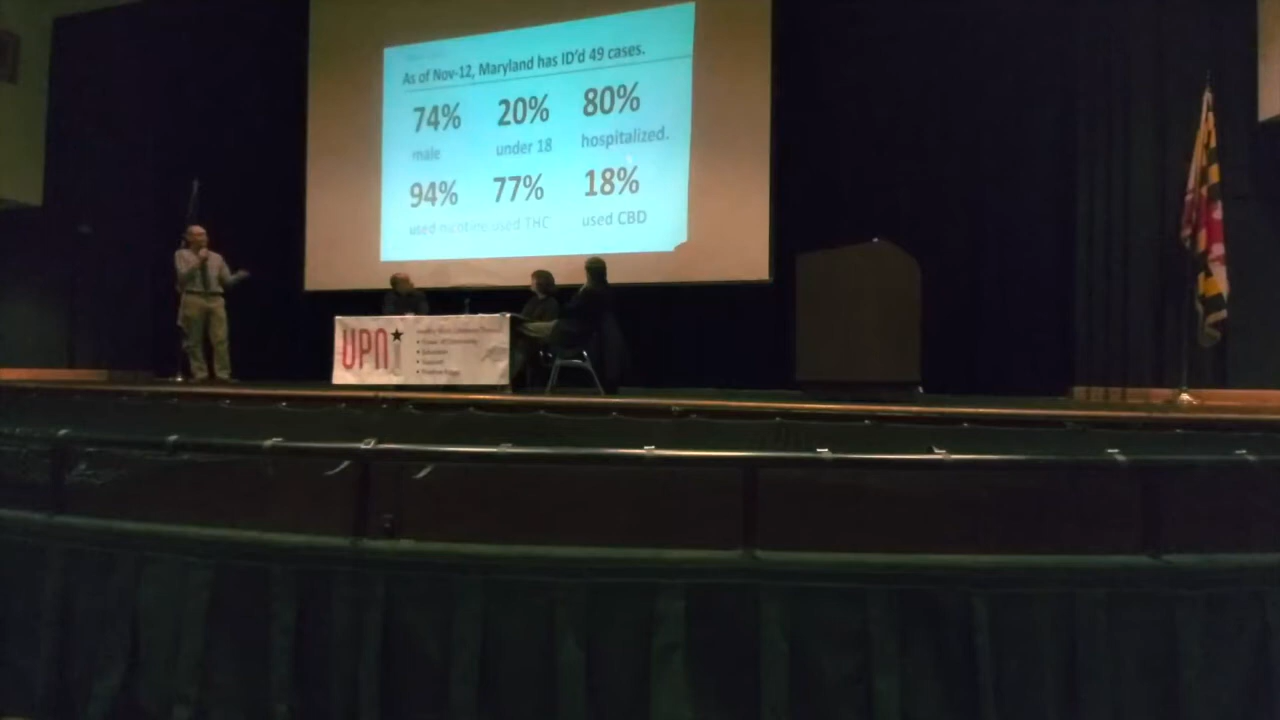 As of Nov-12, Maryland has ID'd 49 cases.
74% 20% 80%
male under 18 hospitalized.
94% 77% 18%
used nicotine used THC used CBD
UPNi